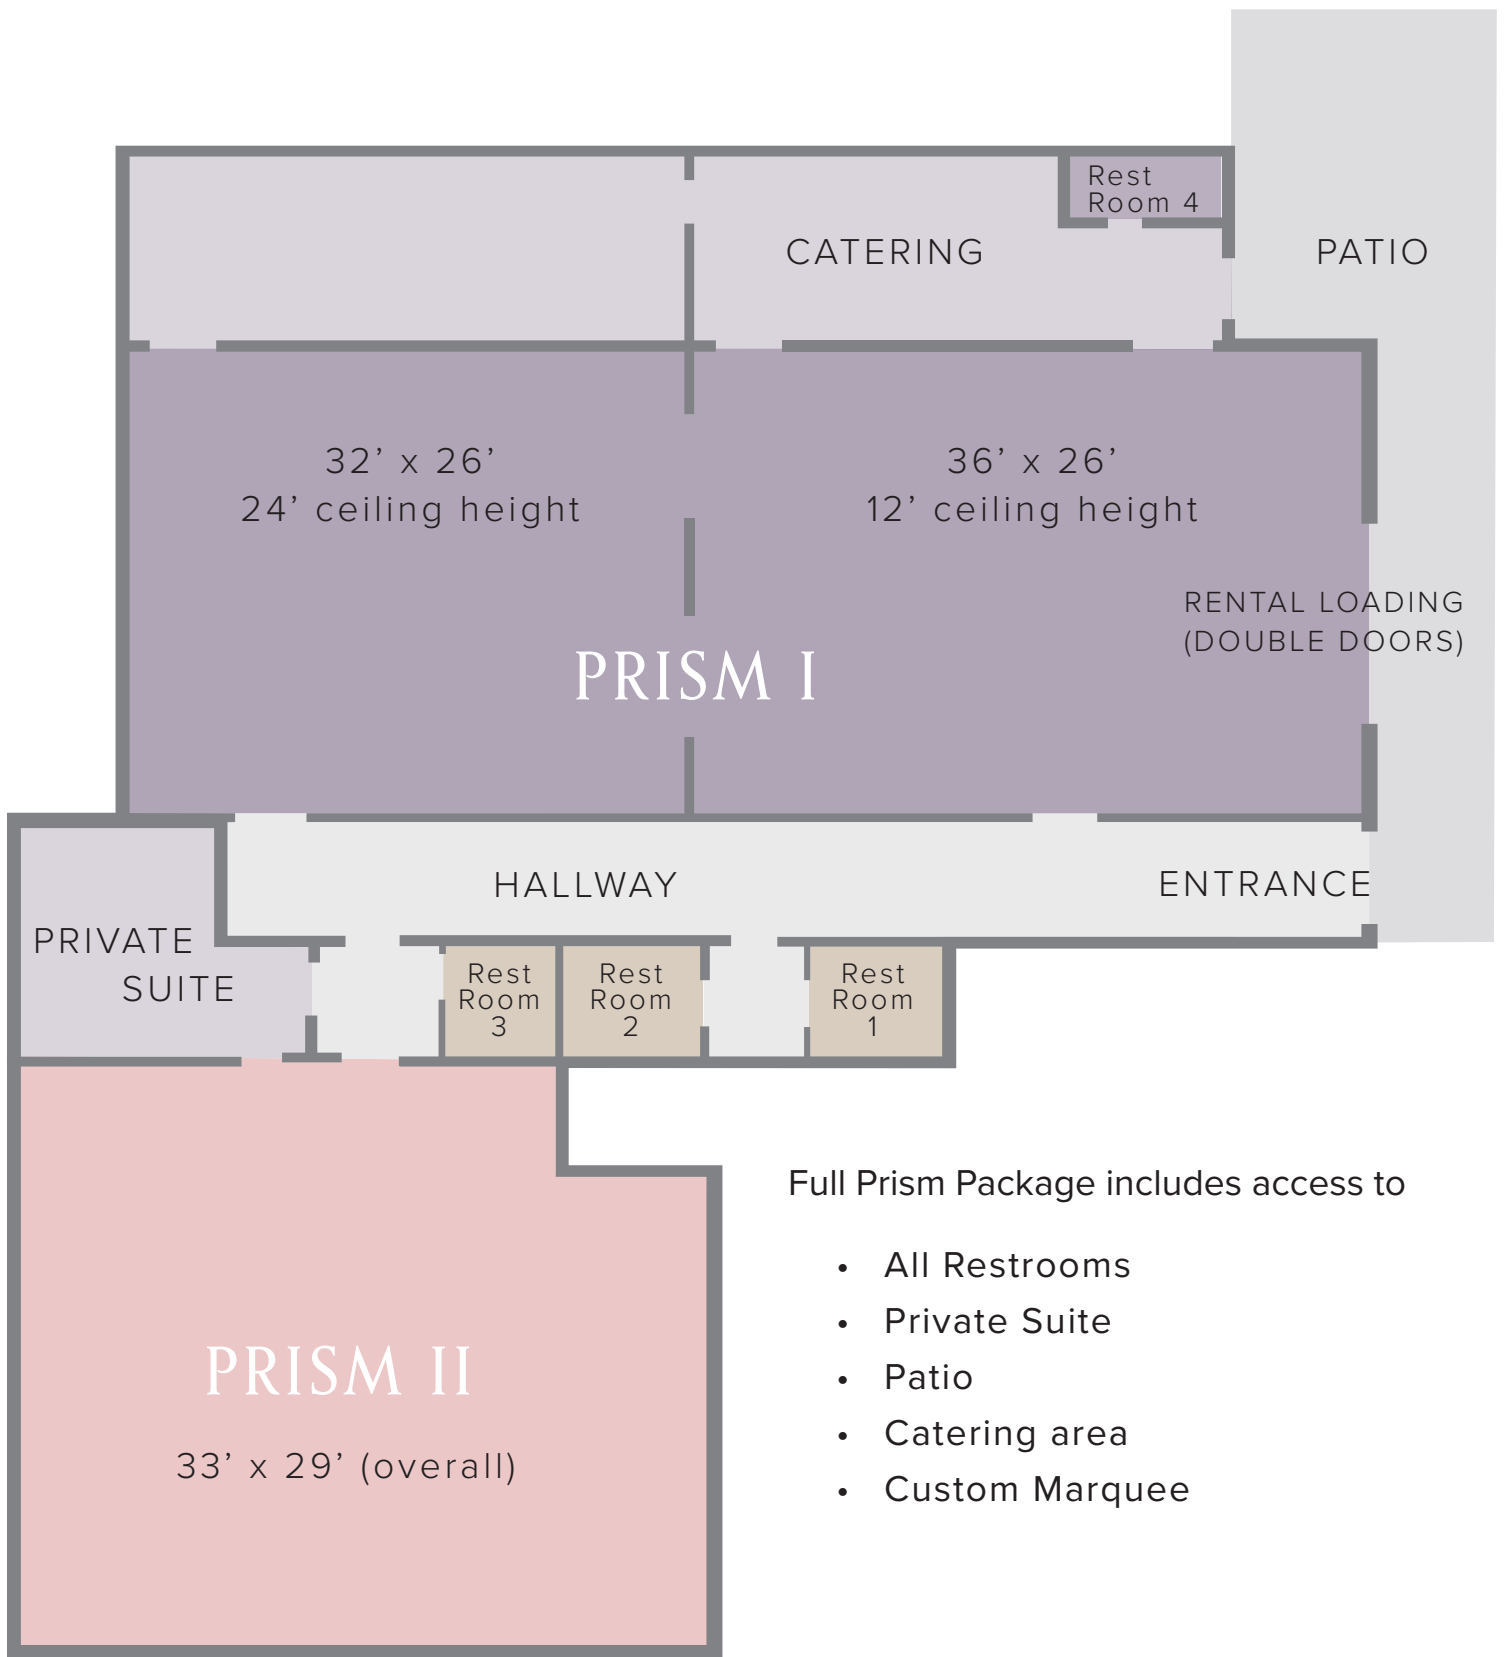 Rest
Room 4
CATERING
PATIO
32’ x 26’
24’ ceiling height
36’ x 26’
12’ ceiling height
RENTAL LOADING
(DOUBLE DOORS)
PRISM I
HALLWAY
ENTRANCE
PRIVATE
SUITE
Rest
Room
3
Rest
Room
2
Rest
Room
1
Full Prism Package includes access to
• All Restrooms
• Private Suite
• Patio
• Catering area
• Custom Marquee
PRISM II
33’ x 29’ (overall)